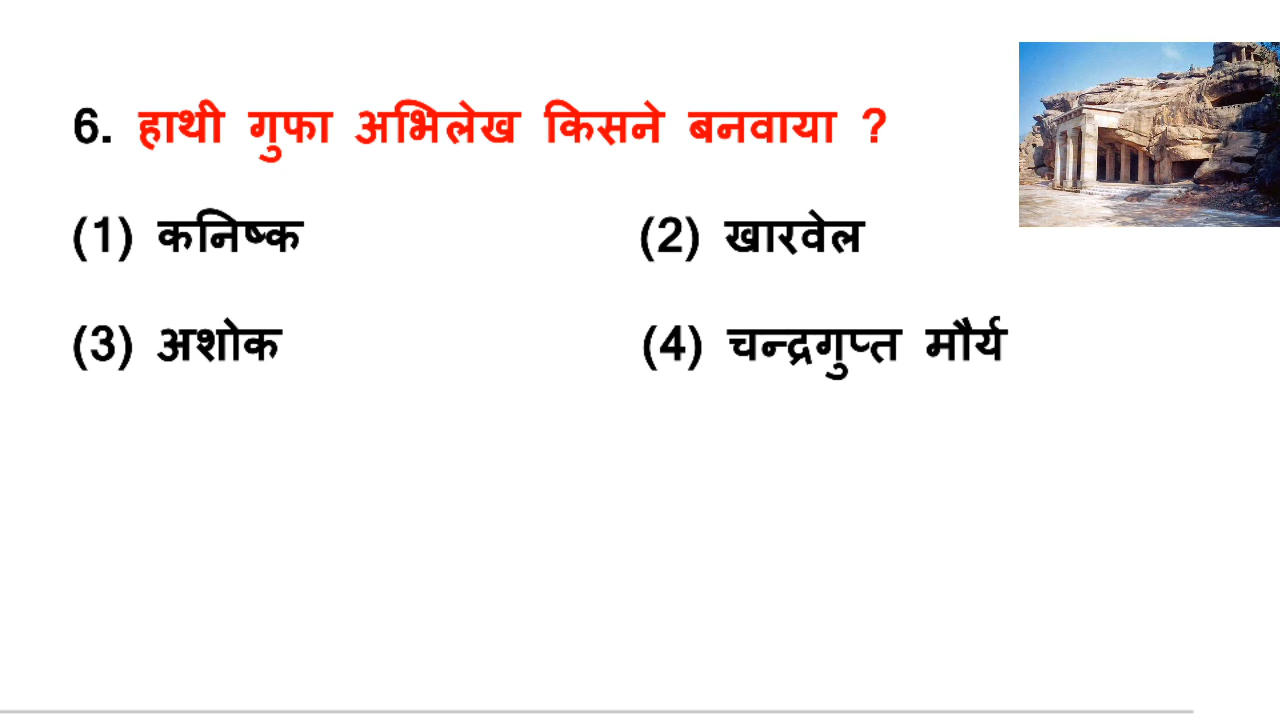 6. हाथी गुफा अभिलेख किसने बनवाया ?
(1) कनिष्क (2) खारवेल
(3) अशोक (4) चन्द्रगुप्त मौर्य